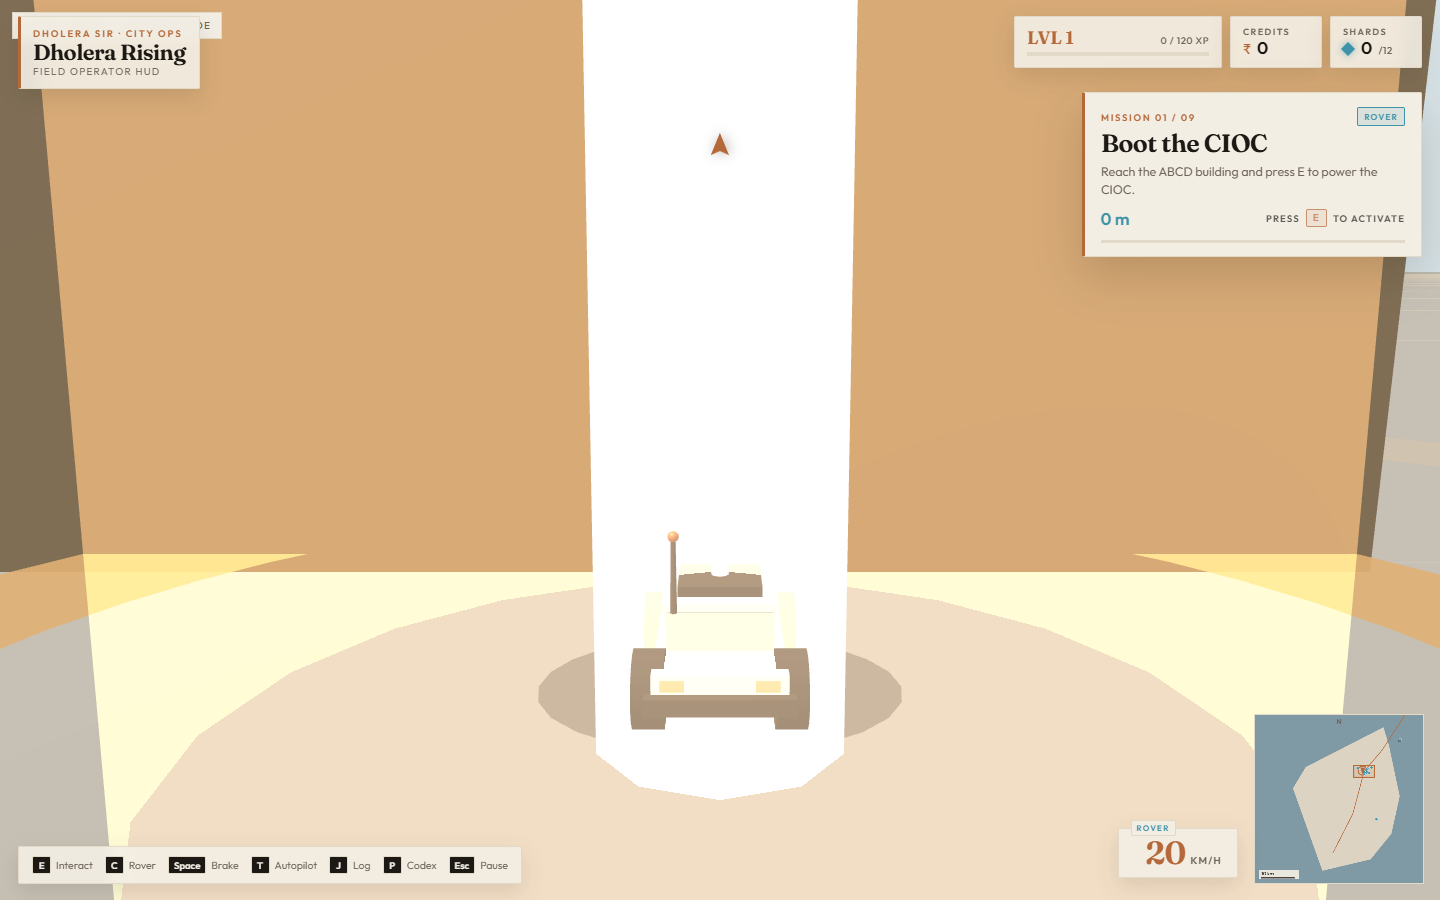 DE
DHOLERA SIR · CITY OPS
Dholera Rising
FIELD OPERATOR HUD
LVL 1
0 / 120 XP
CREDITS
₹ 0
SHARDS
0 /12
MISSION 01 / 09
ROVER
Boot the CIOC
Reach the ABCD building and press E to power the
CIOC.
0 m
PRESS E TO ACTIVATE
N
ROVER
20 KM/H
E Interact C Rover Space Brake T Autopilot J Log P Codex Esc Pause